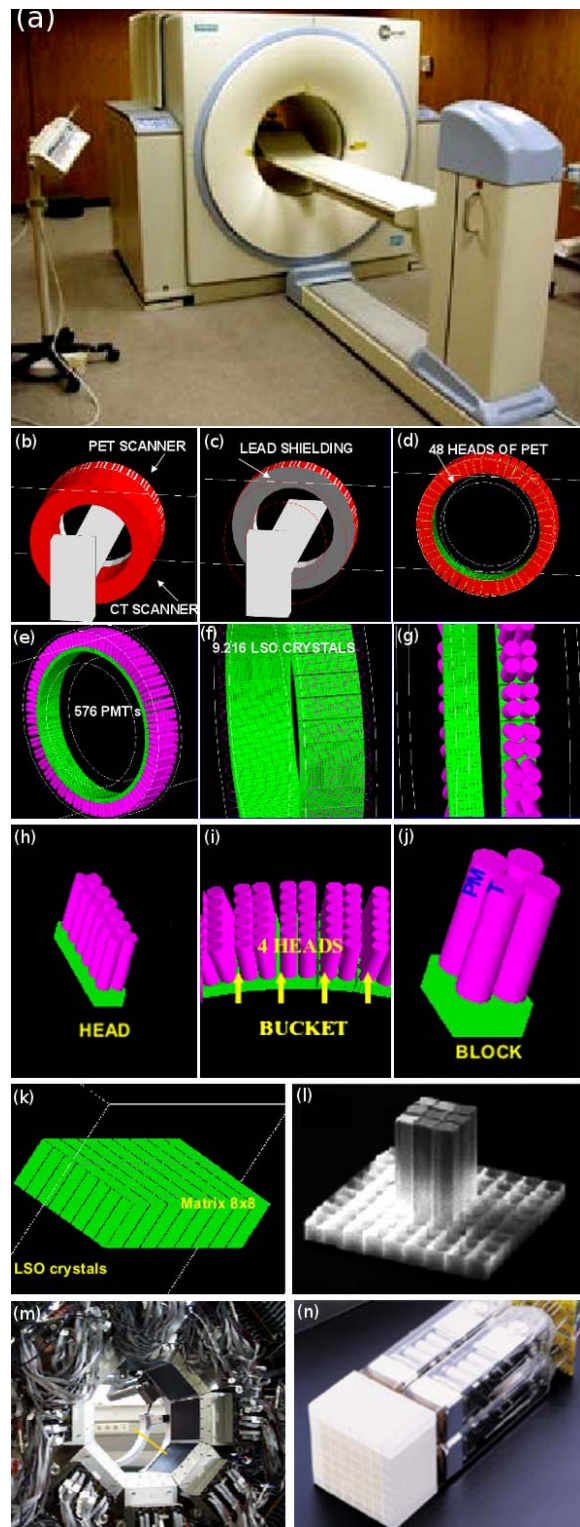 (a)
(b)
PET SCANNER
CT SCANNER
(c)
LEAD SHIELDING
(d)
48 HEADS OF PET
(e)
576 PMT's
(f)
9.216 LSO CRYSTALS
(g)
(h)
HEAD
(i)
4 HEADS
BUCKET
(j)
PM
T
BLOCK
(k)
Matrix 8x8
LSO crystals
(l)
(m)
(n)